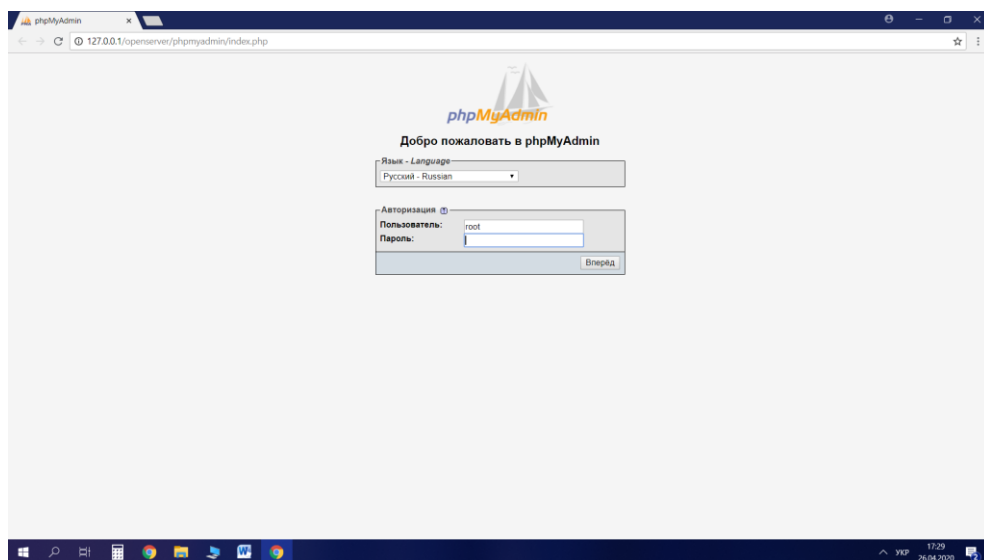 phpMyAdmin
127.0.0.1/openserver/phpmyadmin/index.php
phpMyAdmin
Добро пожаловать в phpMyAdmin
Язык - Language
Русский - Russian
Авторизация
Пользователь: root
Пароль:
Вперёд
УКР
17:29
26.04.2020